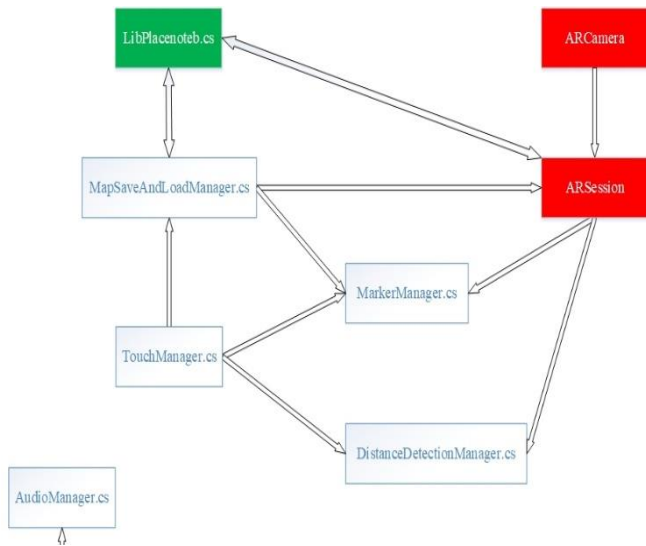 LibPlacenoteb.cs
ARCamera
MapSaveAndLoadManager.cs
ARSession
MarkerManager.cs
TouchManager.cs
DistanceDetectionManager.cs
AudioManager.cs